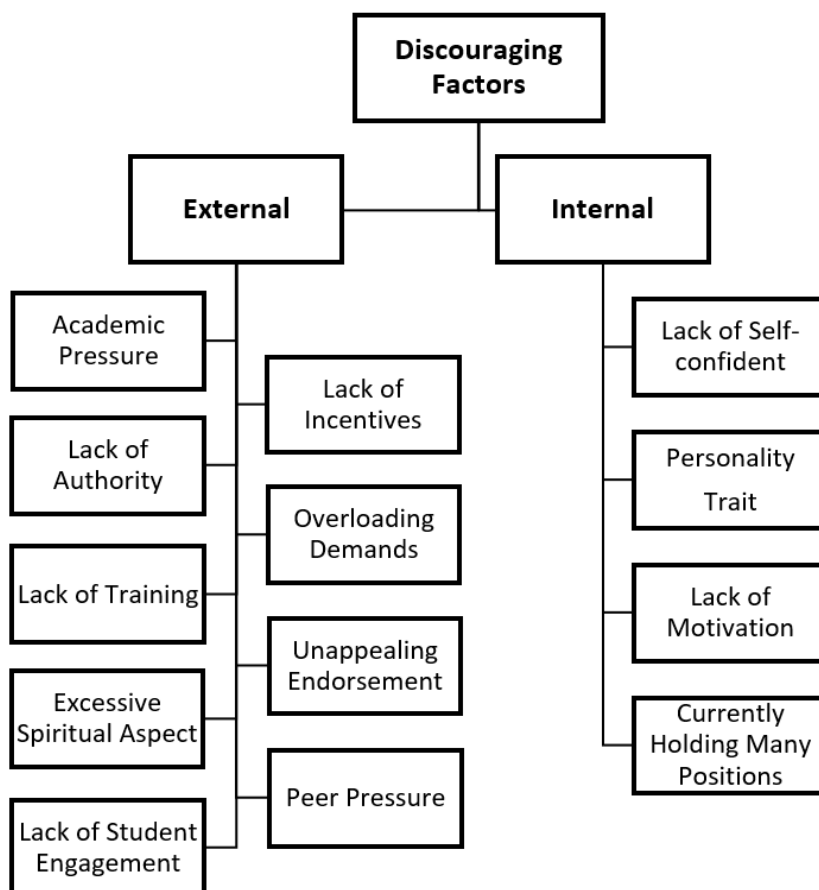 Discouraging
Factors
External
Internal
Academic
Pressure
Lack of
Authority
Lack of Training
Excessive
Spiritual Aspect
Lack of Student
Engagement
Lack of
Incentives
Overloading
Demands
Unappealing
Endorsement
Peer Pressure
Lack of Self-
confident
Personality
Trait
Lack of
Motivation
Currently
Holding Many
Positions